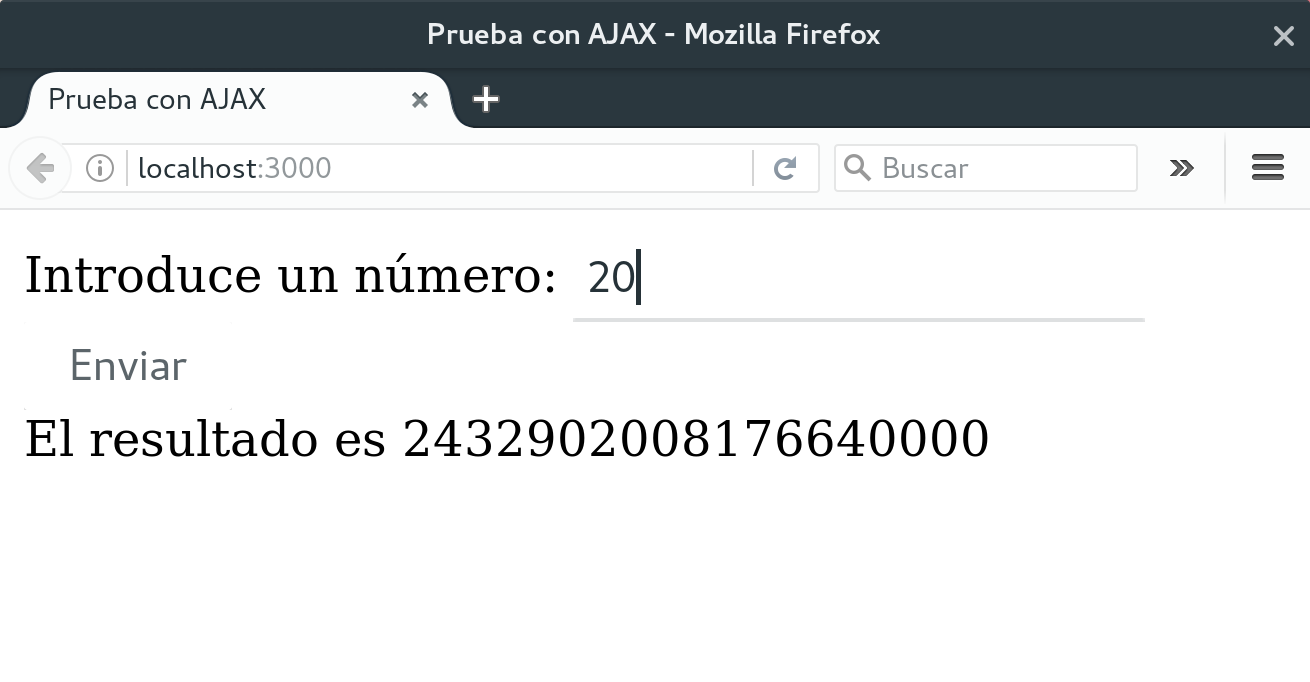 Prueba con AJAX - Mozilla Firefox
Prueba con AJAX
localhost:3000
Buscar
Introduce un número: 20
Enviar
El resultado es 2432902008176640000